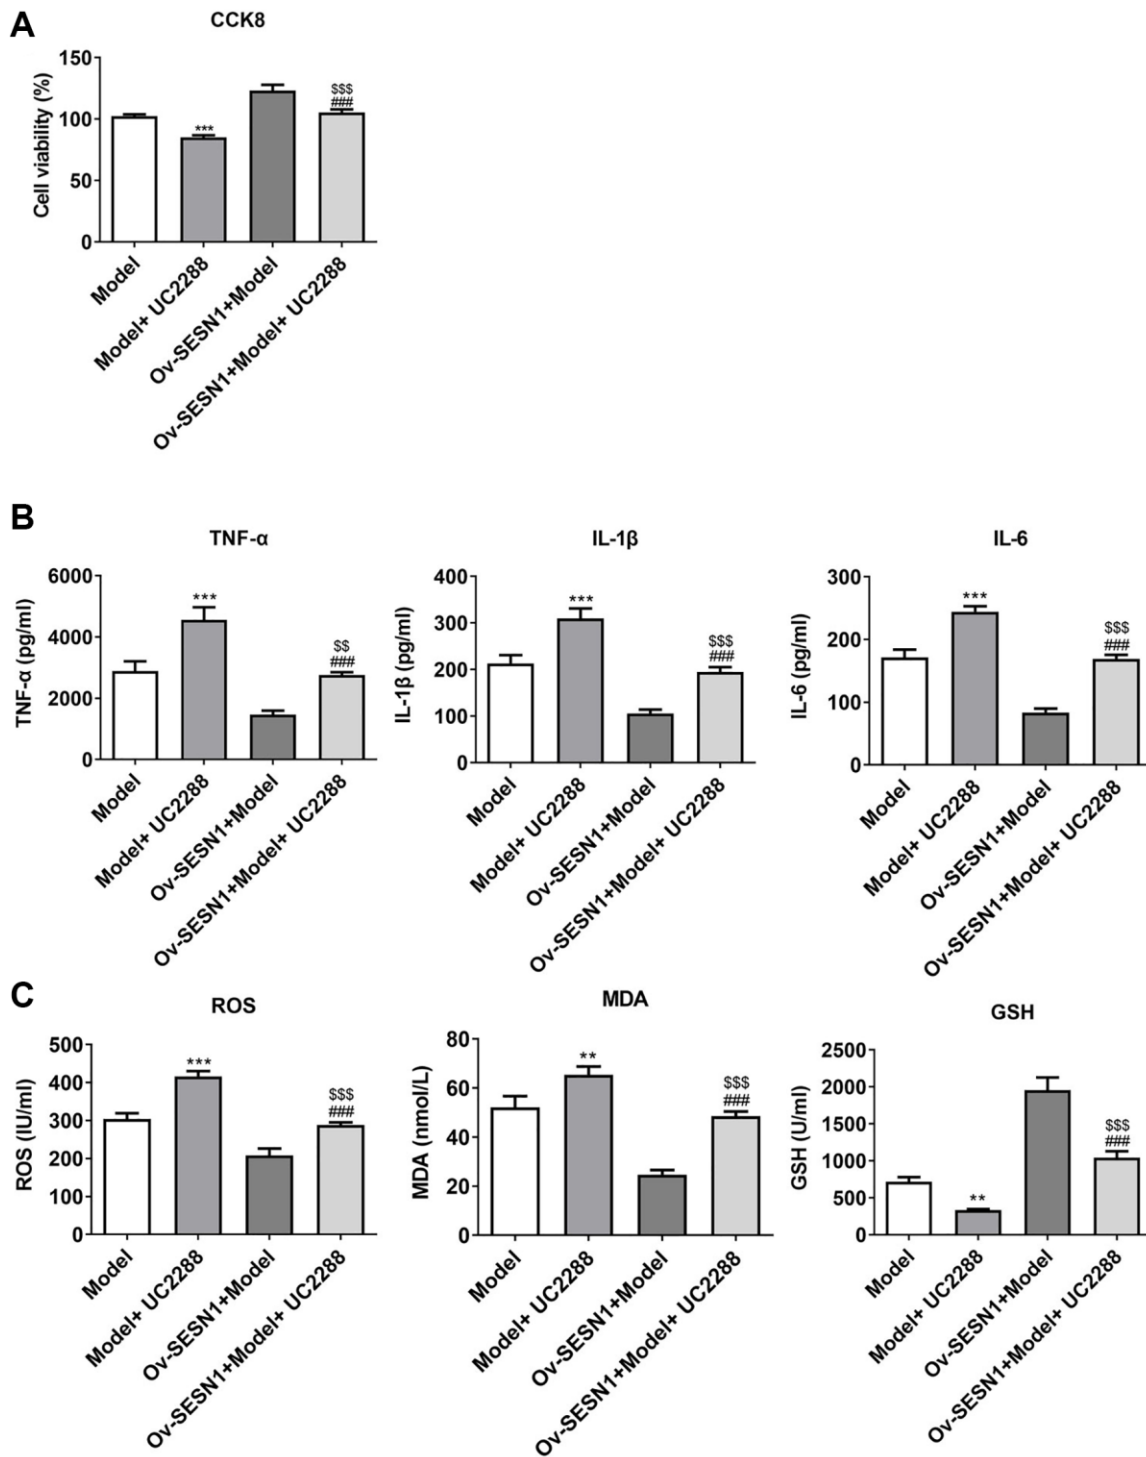 A
CCK8
Cell viability (%)
150
100
50
0
***
$$$
###
Model
Model+ UC2288
Ov-SESN1+Model
Ov-SESN1+Model+ UC2288
B
TNF-α
TNF-α (pg/ml)
6000
4000
2000
0
***
$$
###
Model
Model+ UC2288
Ov-SESN1+Model
Ov-SESN1+Model+ UC2288
IL-1β
IL-1β (pg/ml)
400
300
200
100
0
***
$$$
###
Model
Model+ UC2288
Ov-SESN1+Model
Ov-SESN1+Model+ UC2288
IL-6
IL-6 (pg/ml)
300
200
100
0
***
$$$
###
Model
Model+ UC2288
Ov-SESN1+Model
Ov-SESN1+Model+ UC2288
C
ROS
ROS (IU/ml)
500
400
300
200
100
0
***
$$$
###
Model
Model+ UC2288
Ov-SESN1+Model
Ov-SESN1+Model+ UC2288
MDA
MDA (nmol/L)
80
60
40
20
0
**
$$$
###
Model
Model+ UC2288
Ov-SESN1+Model
Ov-SESN1+Model+ UC2288
GSH
GSH (U/ml)
2500
2000
1500
1000
500
0
**
$$$
###
Model
Model+ UC2288
Ov-SESN1+Model
Ov-SESN1+Model+ UC2288